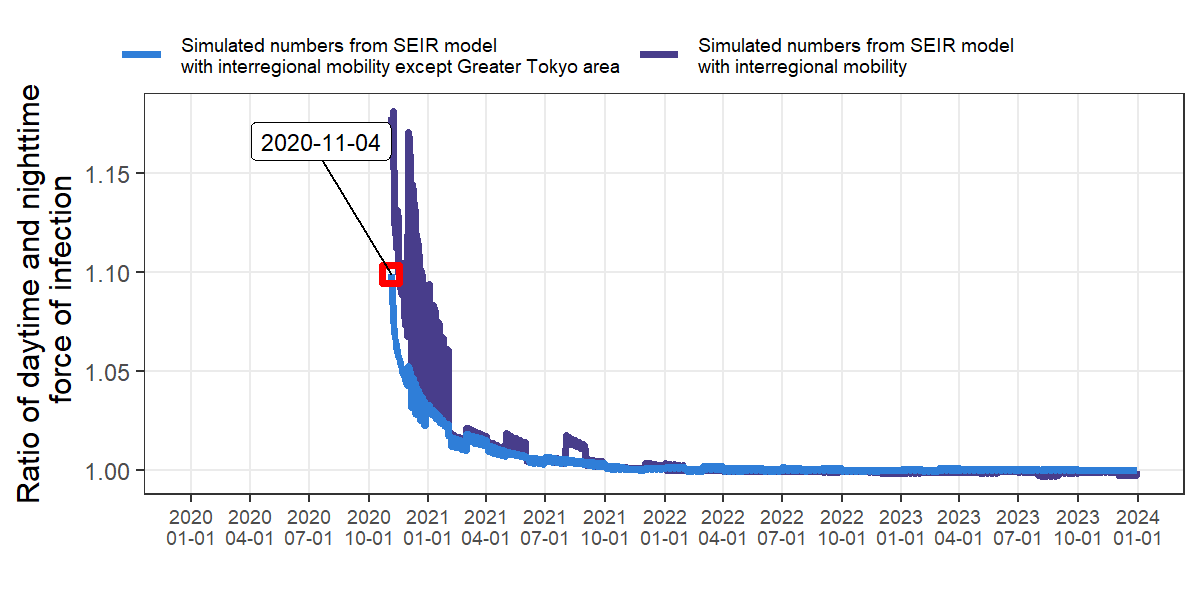 Simulated numbers from SEIR model
with interregional mobility except Greater Tokyo area
Simulated numbers from SEIR model
with interregional mobility
Ratio of daytime and nighttime
force of infection
2020-11-04
1.15
1.10
1.05
1.00
2020 2020 2020 2020 2021 2021 2021 2021 2022 2022 2022 2022 2023 2023 2023 2023 2024
01-01 04-01 07-01 10-01 01-01 04-01 07-01 10-01 01-01 04-01 07-01 10-01 01-01 04-01 07-01 10-01 01-01